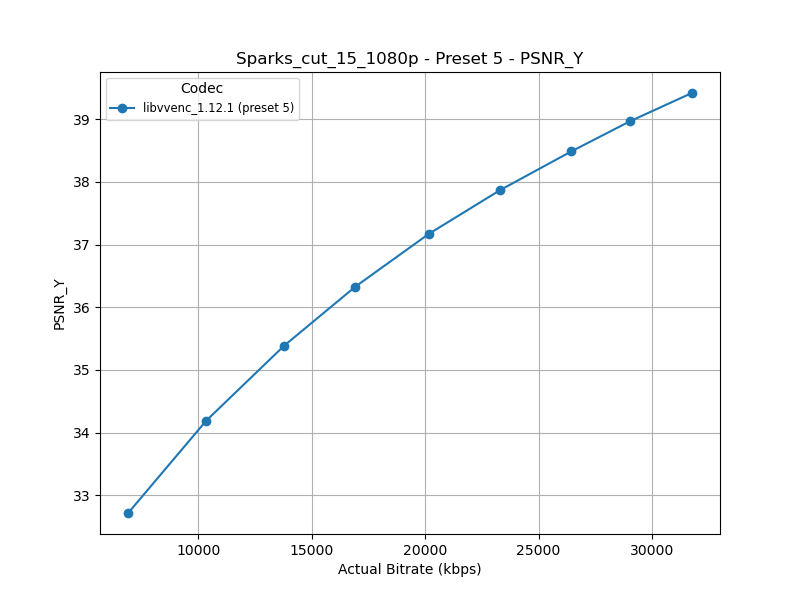 Sparks_cut_15_1080p - Preset 5 - PSNR_Y
Codec
libvvenc_1.12.1 (preset 5)
PSNR_Y
39
38
37
36
35
34
33
10000 15000 20000 25000 30000
Actual Bitrate (kbps)